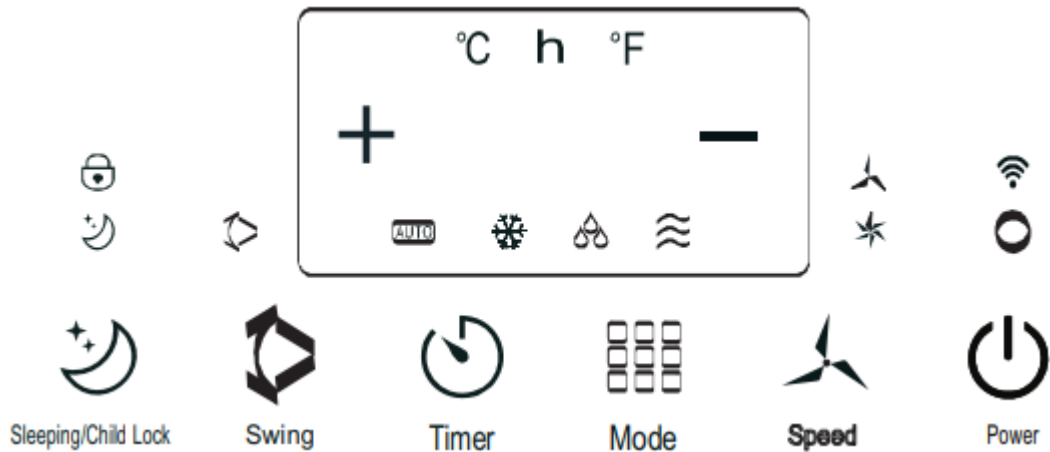 °C h °F
+ −
AUTO
Sleeping/Child Lock Swing Timer Mode Speed Power